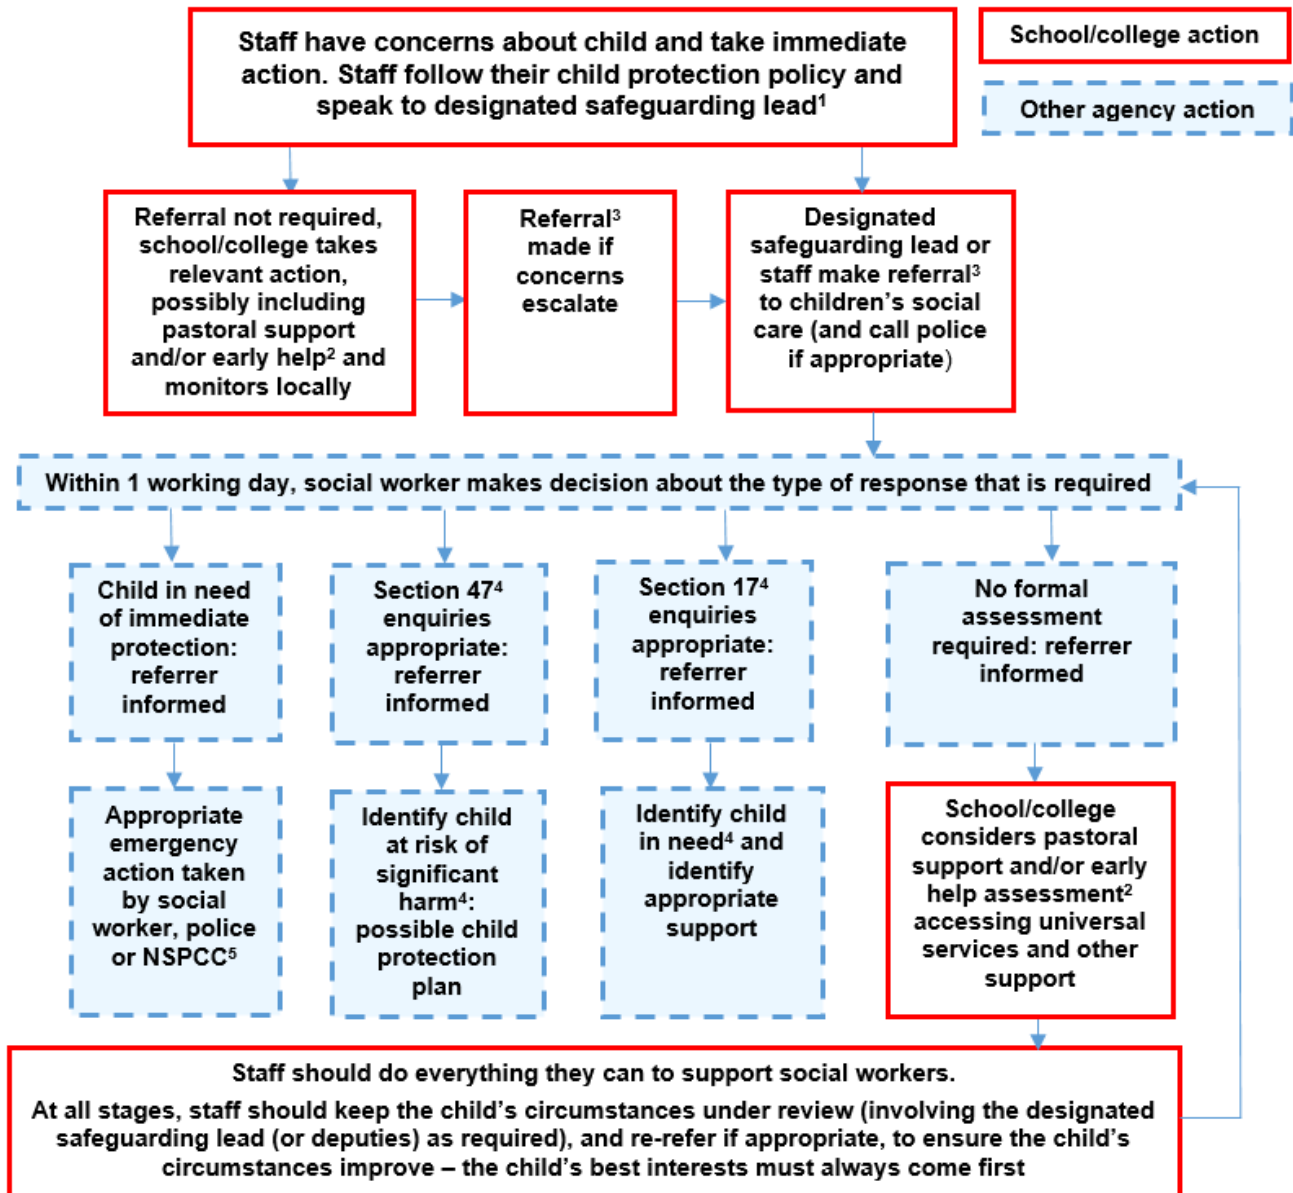 Staff have concerns about child and take immediate
action. Staff follow their child protection policy and
speak to designated safeguarding lead¹
School/college action
Other agency action
Referral not required,
school/college takes
relevant action,
possibly including
pastoral support
and/or early help² and
monitors locally
Referral³
made if
concerns
escalate
Designated
safeguarding lead or
staff make referral³
to children’s social
care (and call police
if appropriate)
Within 1 working day, social worker makes decision about the type of response that is required
Child in need
of immediate
protection:
referrer
informed
Section 47⁴
enquiries
appropriate:
referrer
informed
Section 17⁴
enquiries
appropriate:
referrer
informed
No formal
assessment
required: referrer
informed
Appropriate
emergency
action taken
by social
worker, police
or NSPCC⁵
Identify child
at risk of
significant
harm⁴:
possible child
protection
plan
Identify child
in need⁴ and
identify
appropriate
support
School/college
considers pastoral
support and/or early
help assessment²
accessing universal
services and other
support
Staff should do everything they can to support social workers.
At all stages, staff should keep the child’s circumstances under review (involving the designated
safeguarding lead (or deputies) as required), and re-refer if appropriate, to ensure the child’s
circumstances improve – the child’s best interests must always come first